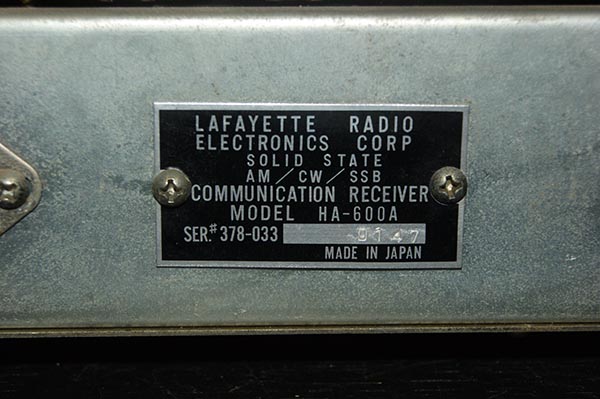 LAFAYETTE RADIO
ELECTRONICS CORP
SOLID STATE
AM/CW/SSB
COMMUNICATION RECEIVER
MODEL HA-600A
SER.# 378-033 9147
MADE IN JAPAN